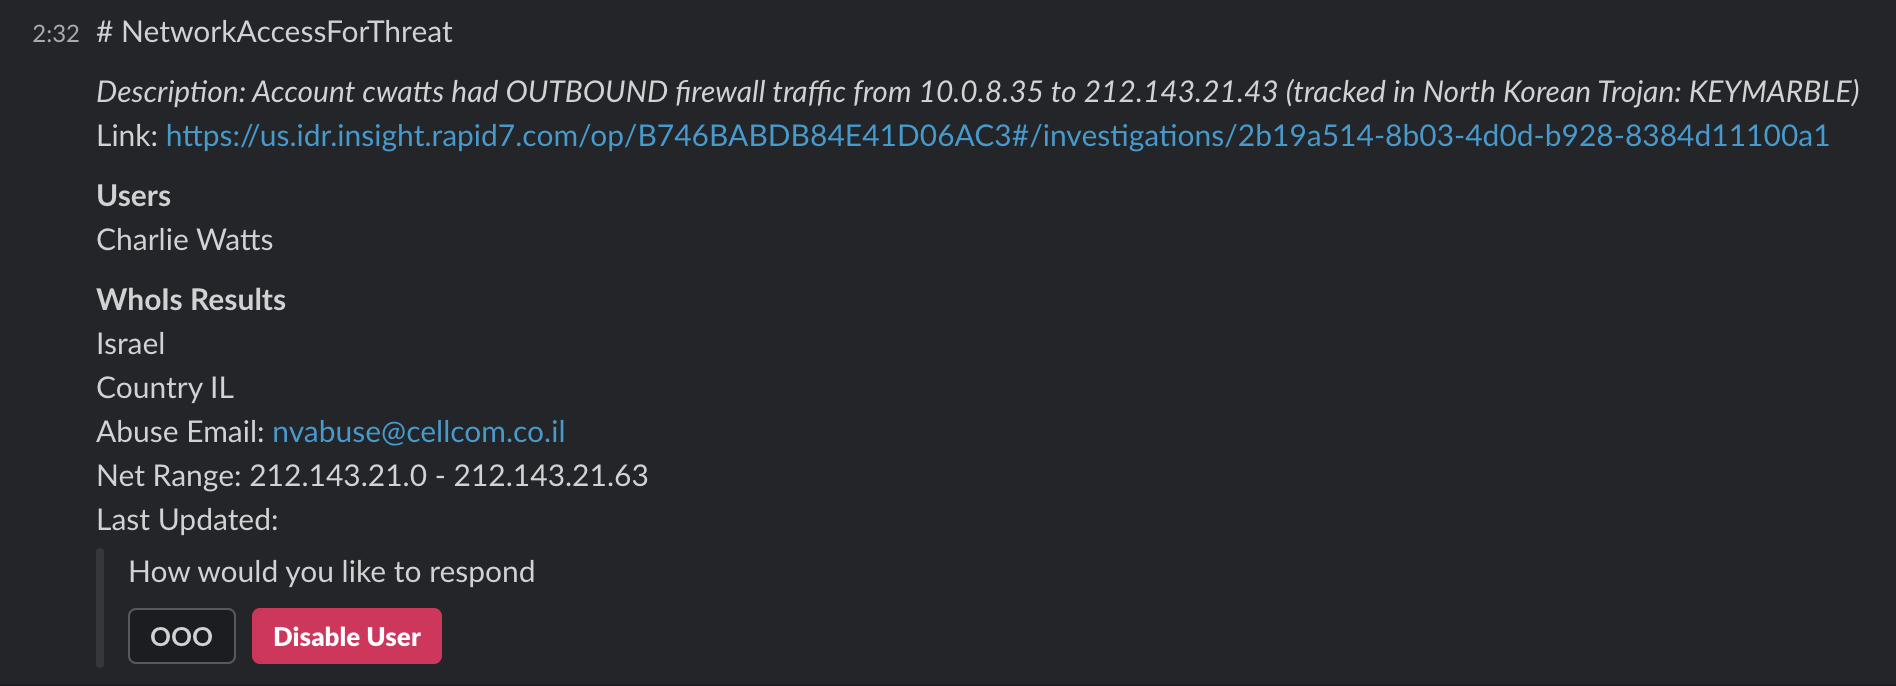 2:32 # NetworkAccessForThreat
Description: Account cwatts had OUTBOUND firewall traffic from 10.0.8.35 to 212.143.21.43 (tracked in North Korean Trojan: KEYMARBLE)
Link: https://us.idr.insight.rapid7.com/op/B746BABDB84E41D06AC3#/investigations/2b19a514-8b03-4d0d-b928-8384d11100a1
Users
Charlie Watts
WhoIs Results
Israel
Country IL
Abuse Email: nvabuse@cellcom.co.il
Net Range: 212.143.21.0 - 212.143.21.63
Last Updated:
How would you like to respond
OOO Disable User